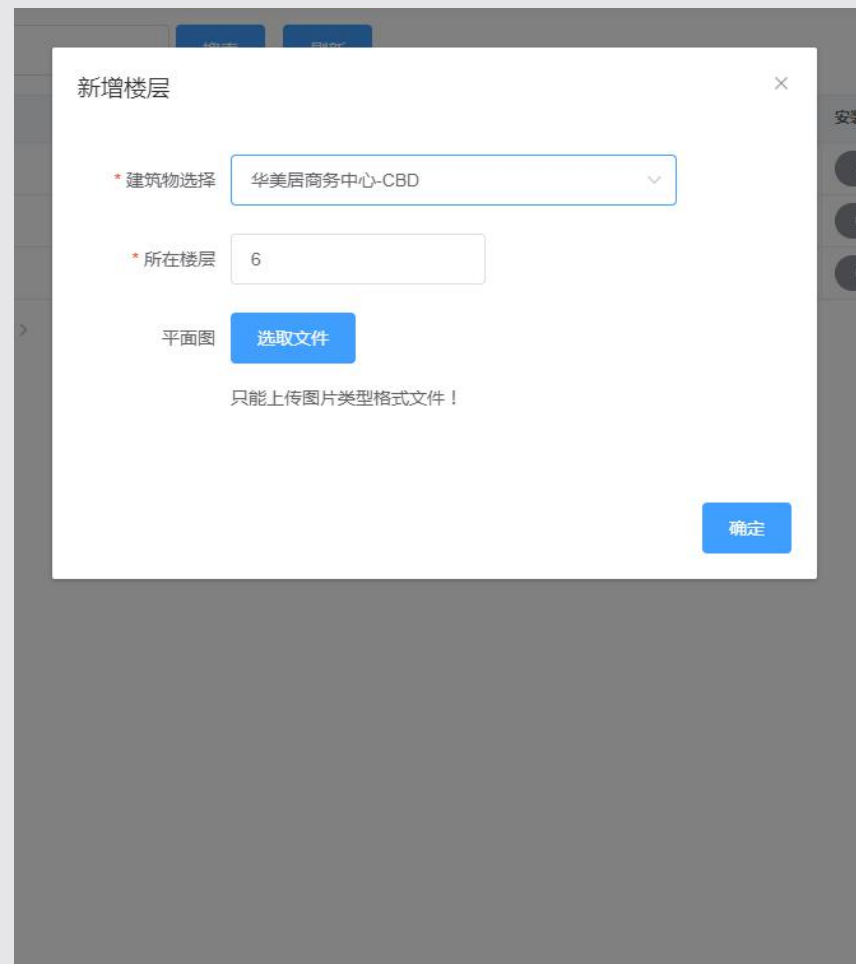 新增楼层
* 建筑物选择 华美居商务中心-CBD
* 所在楼层 6
平面图 选取文件
只能上传图片类型格式文件！
确定